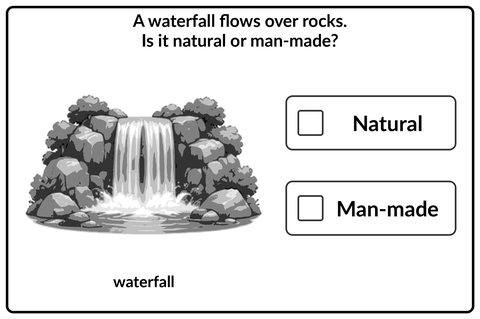 A waterfall flows over rocks.
Is it natural or man-made?
Natural
Man-made
waterfall